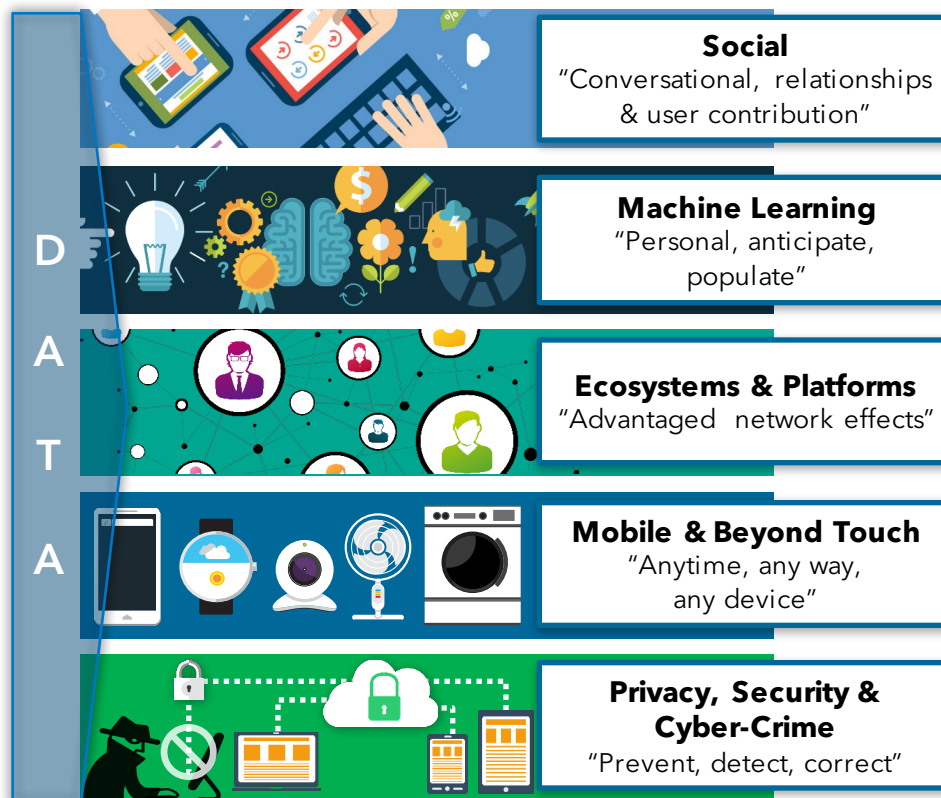 D
A
T
A
Social
“Conversational, relationships
& user contribution”
$
?
!
Machine Learning
“Personal, anticipate,
populate”
Ecosystems & Platforms
“Advantaged network effects”
Mobile & Beyond Touch
“Anytime, any way,
any device”
Privacy, Security &
Cyber-Crime
“Prevent, detect, correct”